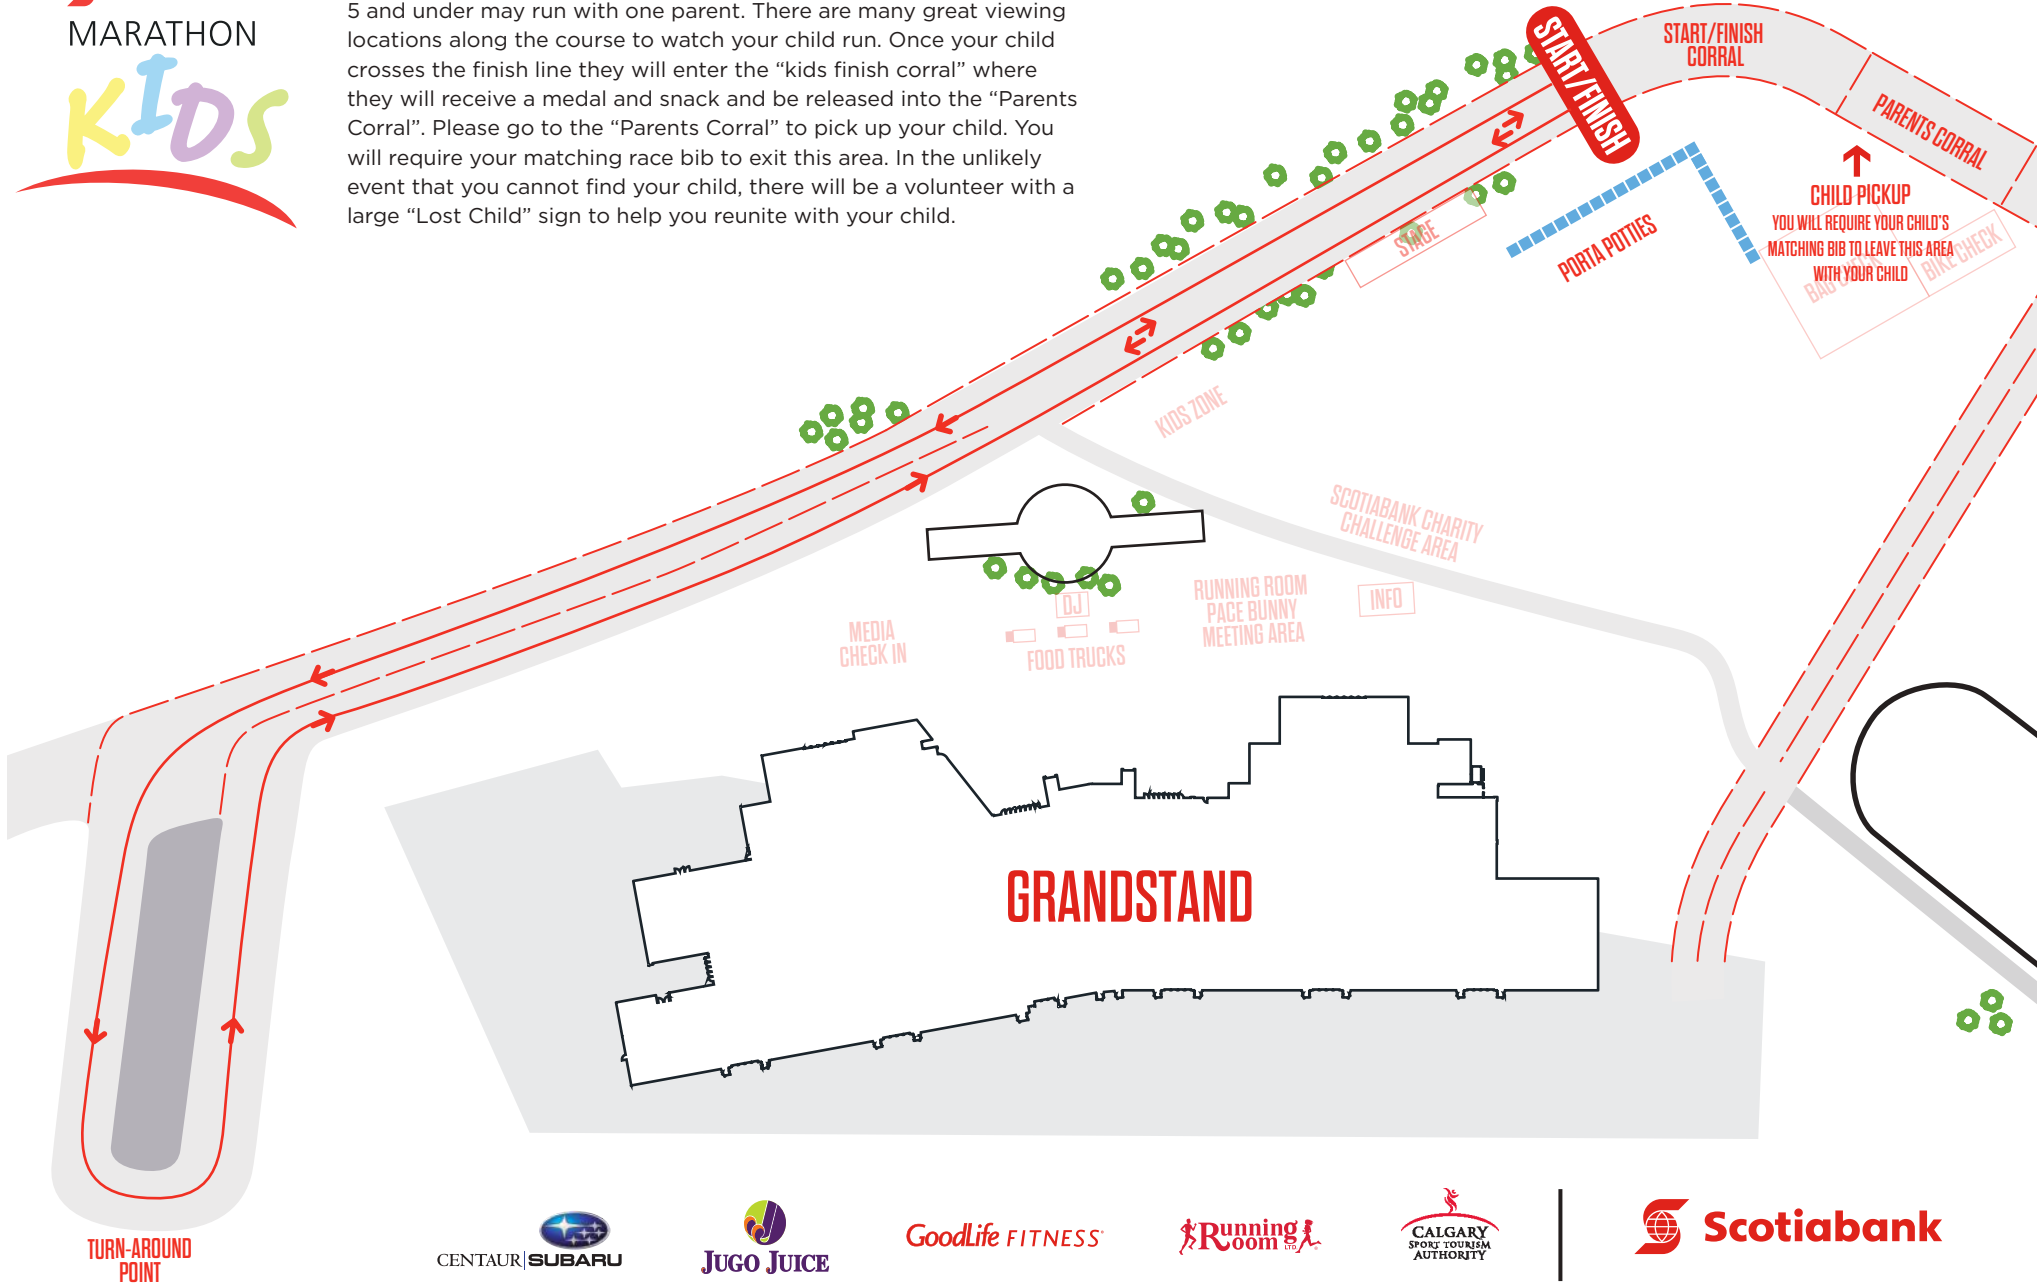 MARATHON
KIDS
5 and under may run with one parent. There are many great viewing
locations along the course to watch your child run. Once your child
crosses the finish line they will enter the “kids finish corral” where
they will receive a medal and snack and be released into the “Parents
Corral”. Please go to the “Parents Corral” to pick up your child. You
will require your matching race bib to exit this area. In the unlikely
event that you cannot find your child, there will be a volunteer with a
large “Lost Child” sign to help you reunite with your child.
START/FINISH
START/FINISH
CORRAL
PARENTS CORRAL
CHILD PICKUP
YOU WILL REQUIRE YOUR CHILD'S
MATCHING BIB TO LEAVE THIS AREA
WITH YOUR CHILD
BAG CHECK
BIKE CHECK
PORTA POTTIES
STAGE
KIDS ZONE
SCOTIABANK CHARITY
CHALLENGE AREA
INFO
RUNNING ROOM
PACE BUNNY
MEETING AREA
DJ
FOOD TRUCKS
MEDIA
CHECK IN
GRANDSTAND
TURN-AROUND
POINT
CENTAUR | SUBARU
JUGO JUICE
GoodLife FITNESS
Running
Room LTD.
CALGARY
SPORT TOURISM
AUTHORITY
Scotiabank